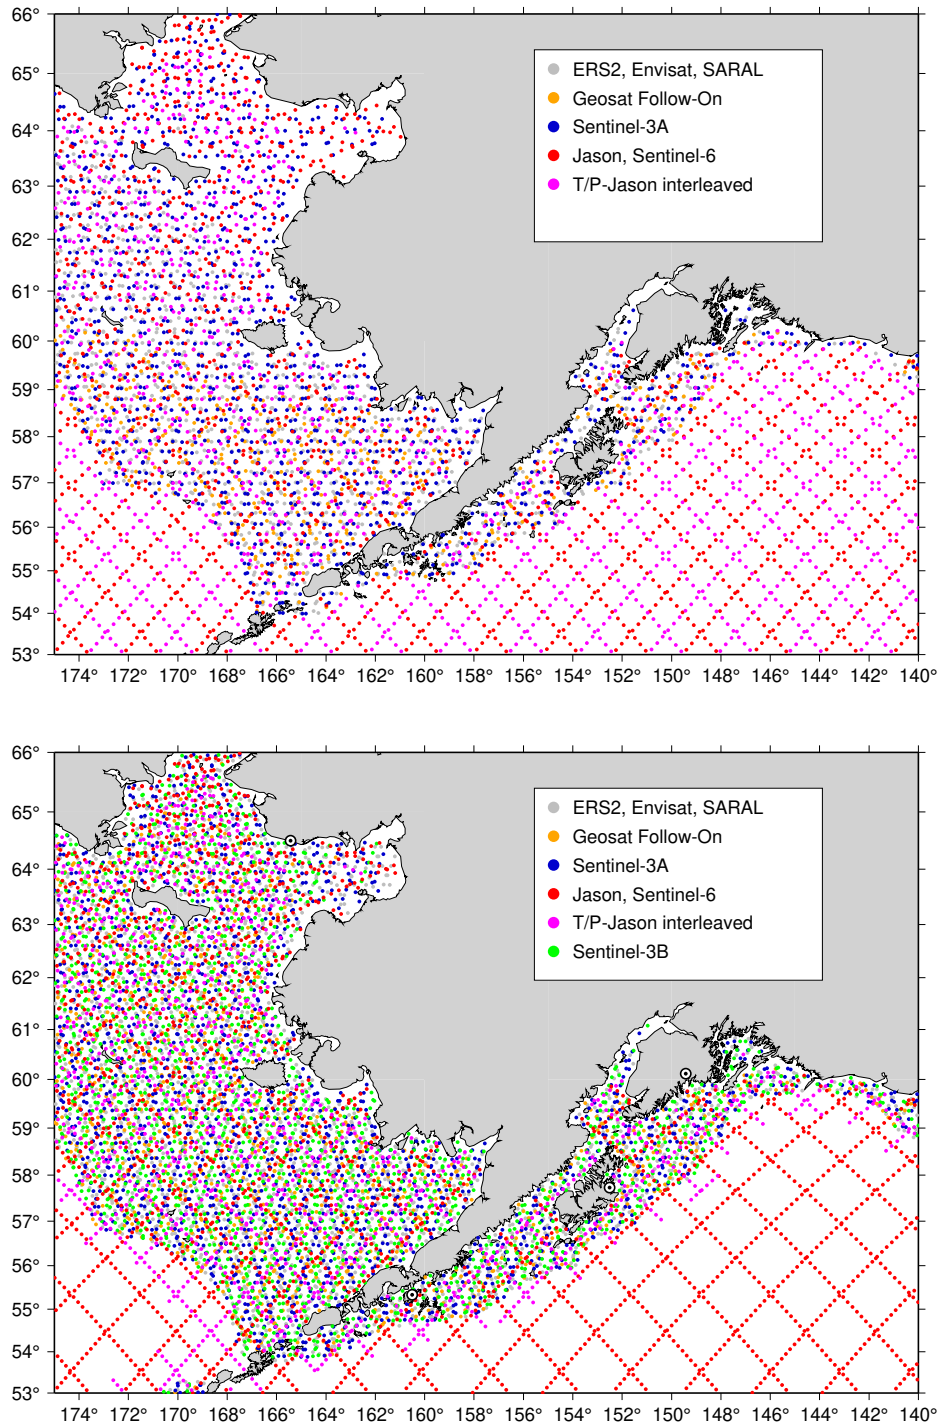 66°
65°
64°
63°
62°
61°
60°
59°
58°
57°
56°
55°
54°
53°
ERS2, Envisat, SARAL
Geosat Follow-On
Sentinel-3A
Jason, Sentinel-6
T/P-Jason interleaved
174° 172° 170° 168° 166° 164° 162° 160° 158° 156° 154° 152° 150° 148° 146° 144° 142° 140°
66°
65°
64°
63°
62°
61°
60°
59°
58°
57°
56°
55°
54°
53°
ERS2, Envisat, SARAL
Geosat Follow-On
Sentinel-3A
Jason, Sentinel-6
T/P-Jason interleaved
Sentinel-3B
174° 172° 170° 168° 166° 164° 162° 160° 158° 156° 154° 152° 150° 148° 146° 144° 142° 140°